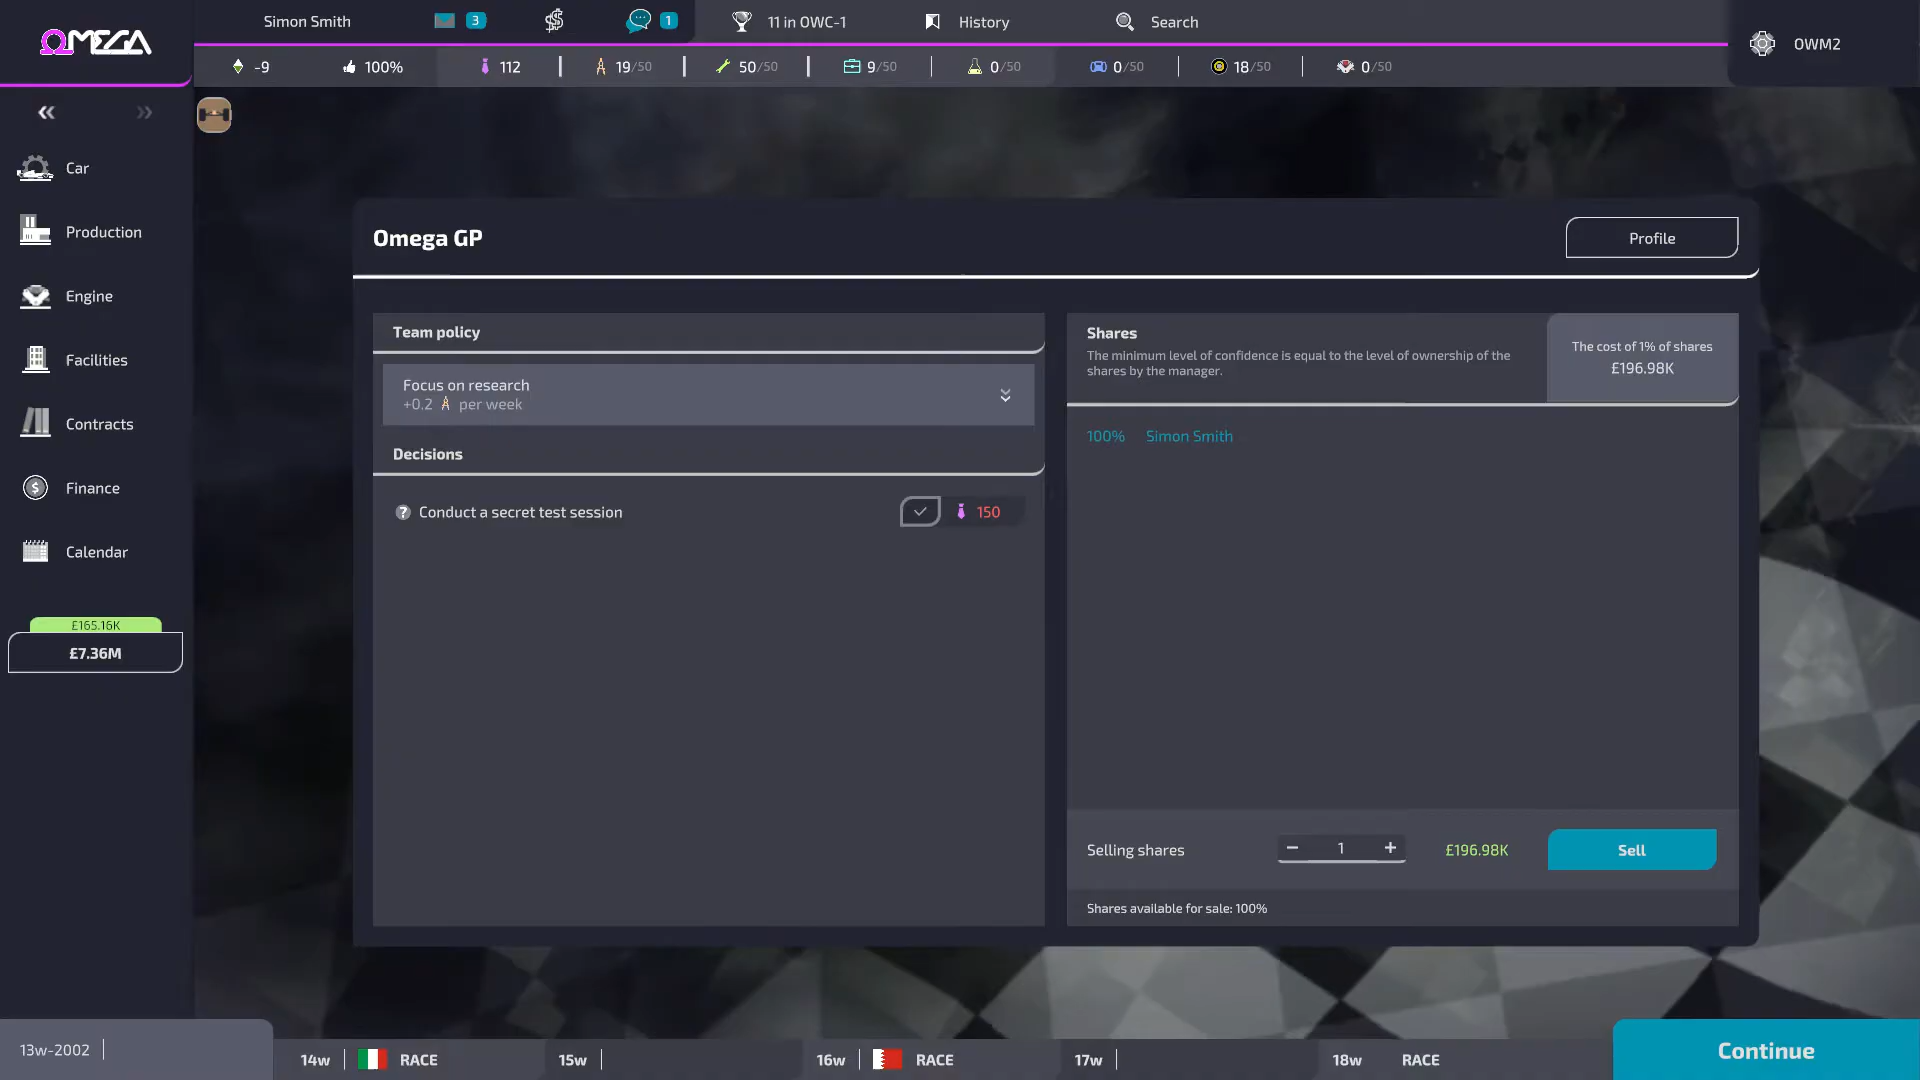 ΩMEGA
Simon Smith
3
1
11 in OWC-1
History
Search
OWM2
-9
100%
112
19/50
50/50
9/50
0/50
0/50
18/50
0/50
Car
Production
Engine
Facilities
Contracts
Finance
Calendar
£165.16K
£7.36M
Omega GP
Profile
Team policy
Focus on research
+0.2 per week
Decisions
? Conduct a secret test session
150
Shares
The minimum level of confidence is equal to the level of ownership of the
shares by the manager.
The cost of 1% of shares
£196.98K
100% Simon Smith
Selling shares
− 1 +
£196.98K
Sell
Shares available for sale: 100%
13w-2002
14w RACE
15w
16w RACE
17w
18w RACE
Continue